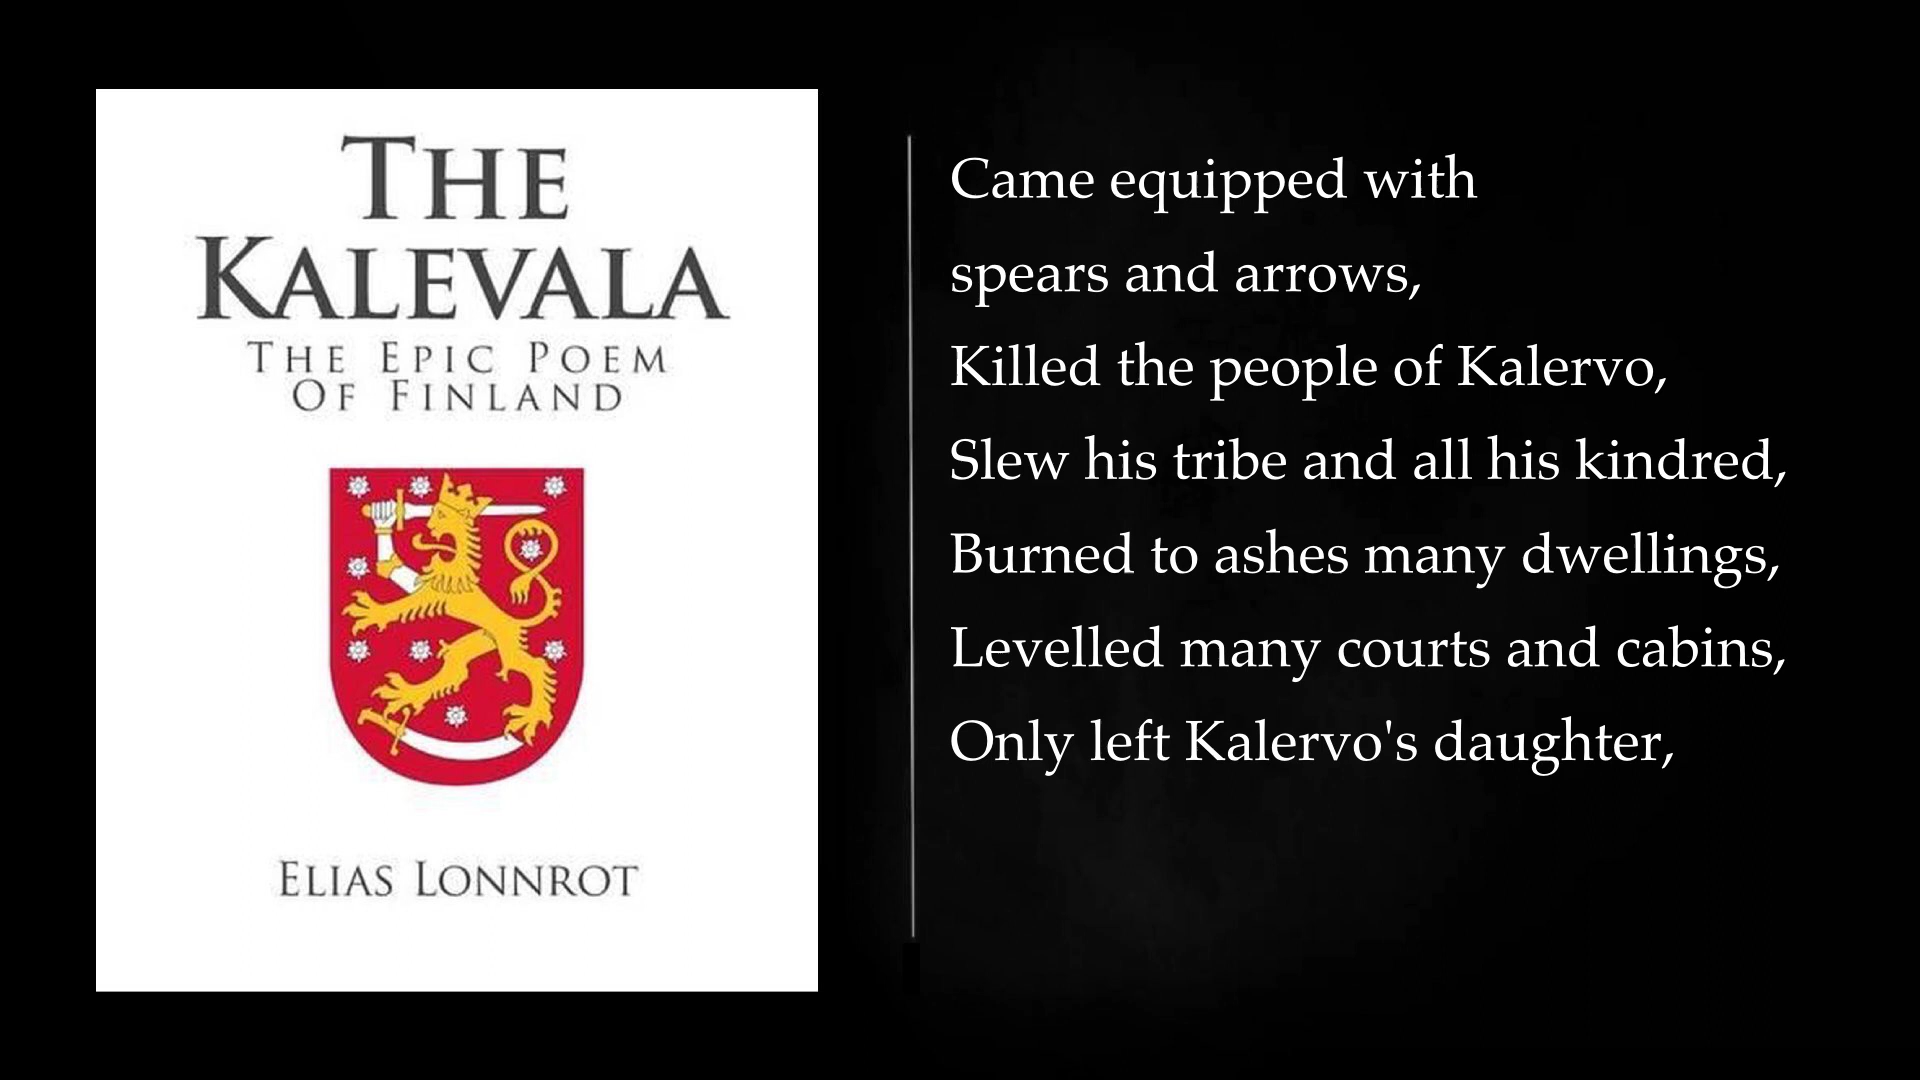 THE
KALEVALA
THE EPIC POEM
OF FINLAND
ELIAS LONNROT
Came equipped with
spears and arrows,
Killed the people of Kalervo,
Slew his tribe and all his kindred,
Burned to ashes many dwellings,
Levelled many courts and cabins,
Only left Kalervo's daughter,